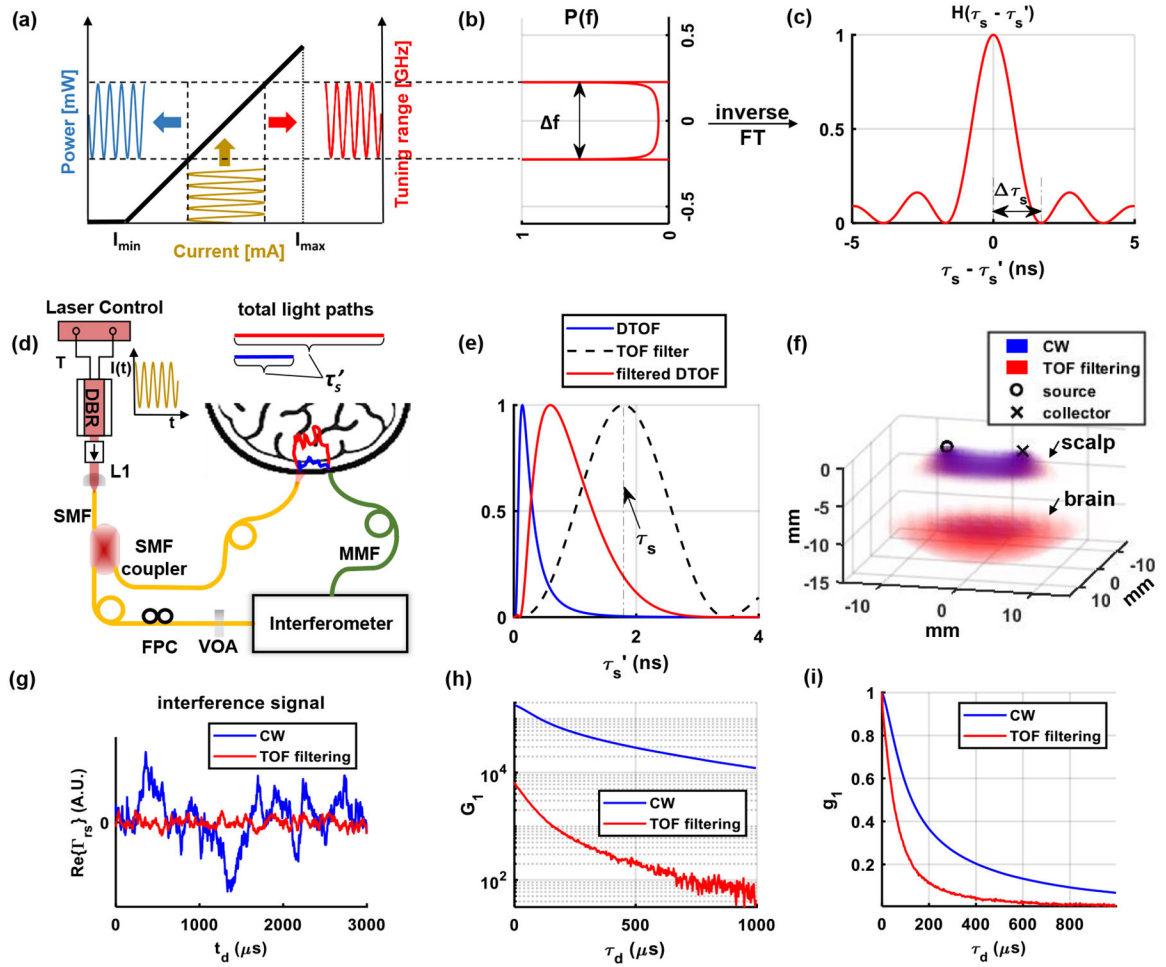 (a)
Power [mW]
Tuning range [GHz]
I_min
I_max
Current [mA]
(b)
P(f)
0.5
0
-0.5
Δf
1
0
inverse
FT
(c)
H(τ_s - τ_s')
1
0.5
0
Δτ_s
-5
0
5
τ_s - τ_s' (ns)
(d)
Laser Control
T
I(t)
t
DBR
L1
SMF
SMF
coupler
FPC
VOA
total light paths
τ_s'
MMF
Interferometer
(e)
DTOF
TOF filter
filtered DTOF
1
0.5
0
τ_s
0
2
4
τ_s' (ns)
(f)
CW
TOF filtering
source
collector
scalp
brain
0
-5
-10
-15
mm
-10
0
10
mm
-10
0
10
mm
(g)
interference signal
CW
TOF filtering
Re{Γ_rs} (A.U.)
0
0
1000
2000
3000
t_d (μs)
(h)
G_1
10^4
10^2
CW
TOF filtering
0
500
1000
τ_d (μs)
(i)
g_1
1
0.8
0.6
0.4
0.2
CW
TOF filtering
0
200
400
600
800
τ_d (μs)